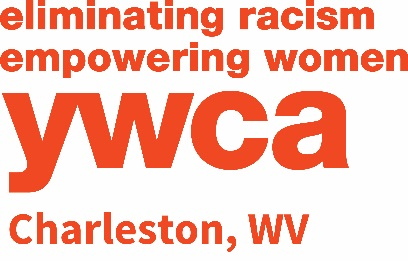 eliminating racism
empowering women
ywca
Charleston, WV